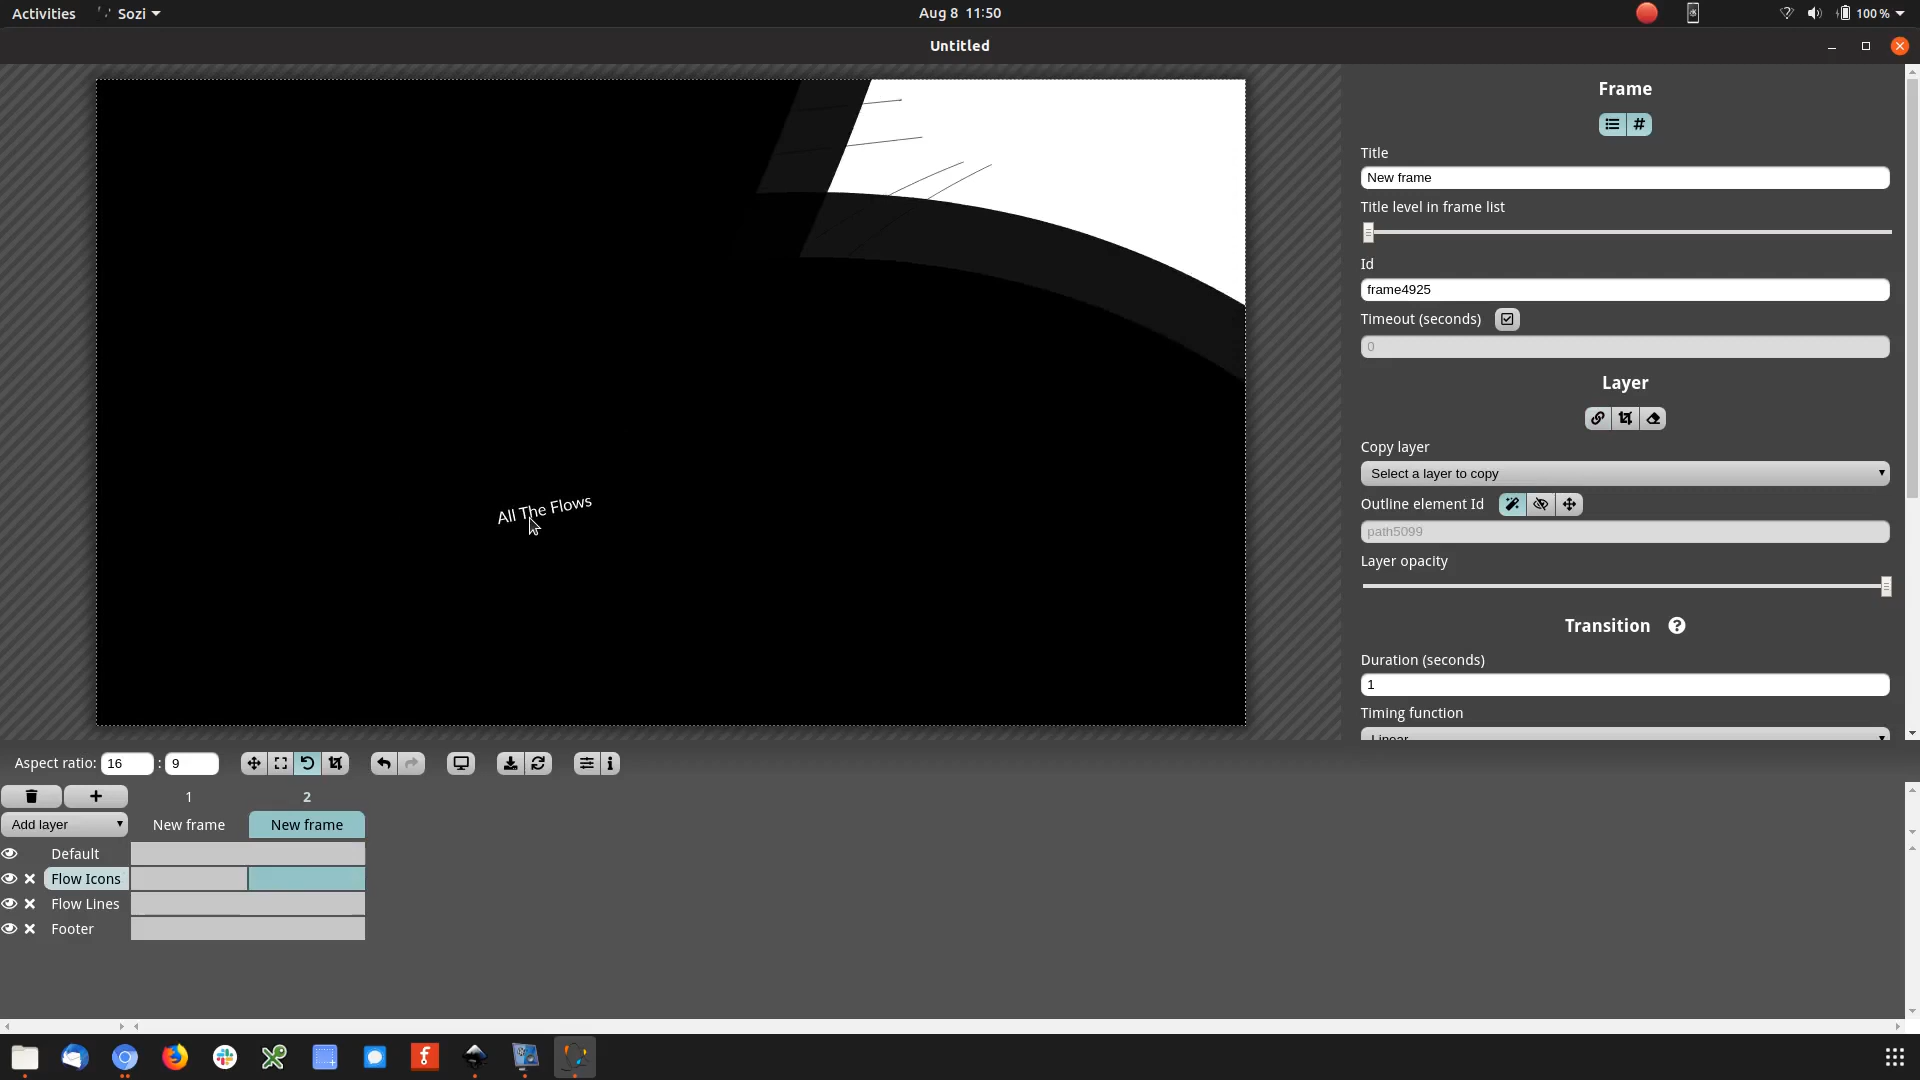 Activities
Sozi
Aug 8 11:50
100 %
Untitled
Frame
#
Title
New frame
Title level in frame list
Id
frame4925
Timeout (seconds)
0
Layer
Copy layer
Select a layer to copy
Outline element Id
path5099
Layer opacity
Transition ?
Duration (seconds)
1
Timing function
Linear
All The Flows
Aspect ratio: 16 : 9
1 2
Add layer New frame New frame
Default
Flow Icons
Flow Lines
Footer